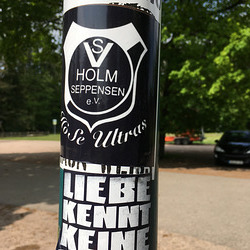 SV
HOLM
SEPPENSEN
e.V.
HoSe Ultras
LIEBE
KENNT
KEINE